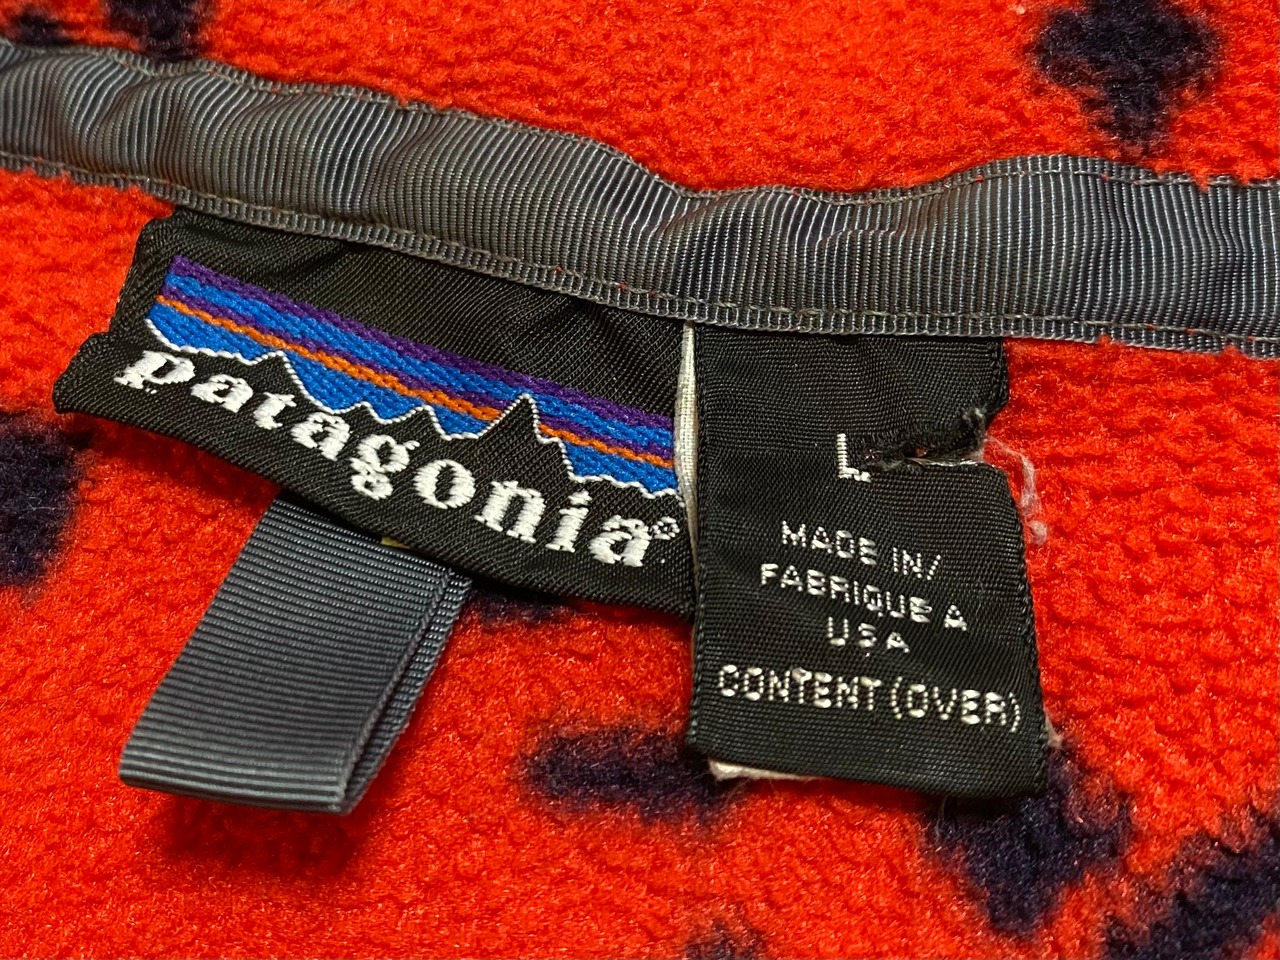 patagonia®
L
MADE IN/
FABRIQUE A
USA
CONTENT (OVER)